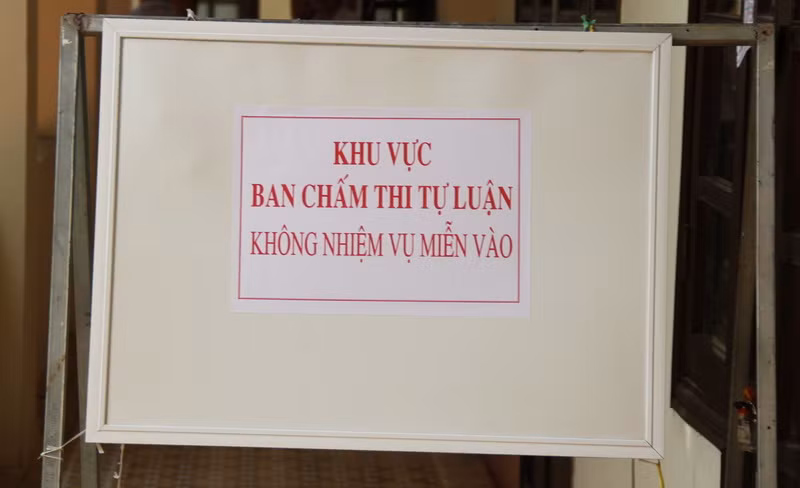 KHU VỰC
BAN CHẤM THI TỰ LUẬN
KHÔNG NHIỆM VỤ MIỄN VÀO